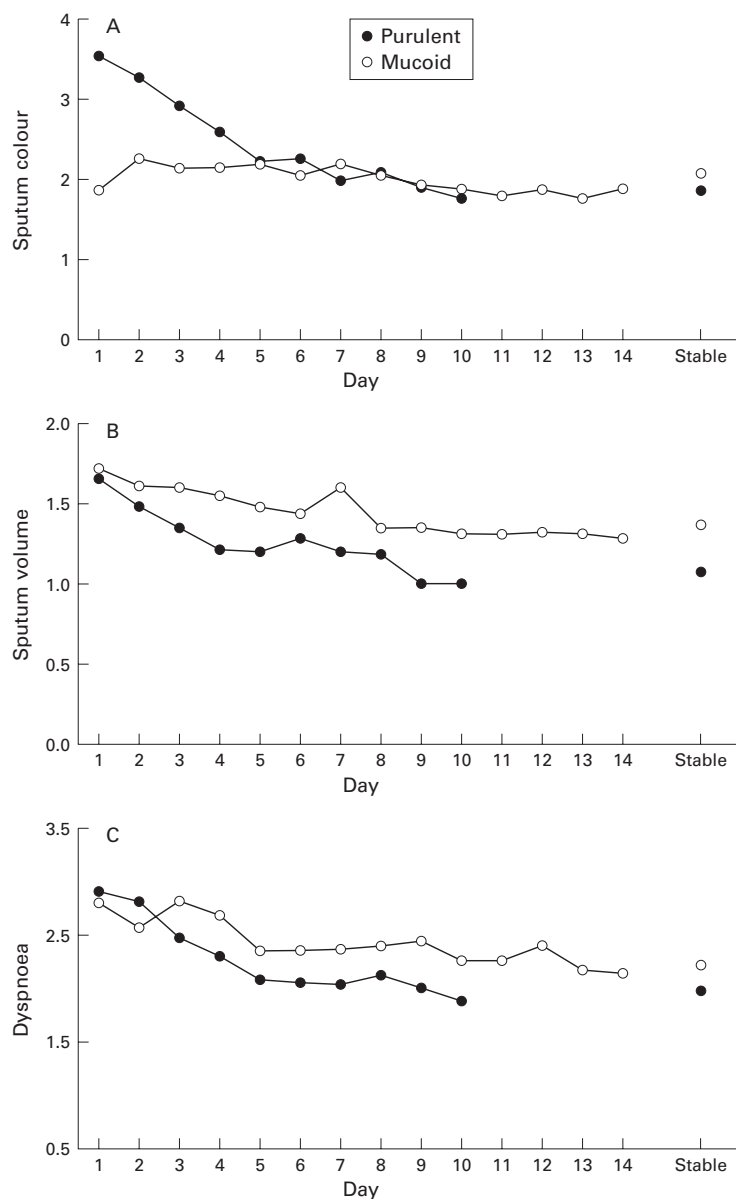 A
Purulent
Mucoid
4
3
2
1
0
Sputum colour
1 2 3 4 5 6 7 8 9 10 11 12 13 14 Stable
Day
B
2.0
1.5
1.0
0.5
0.0
Sputum volume
1 2 3 4 5 6 7 8 9 10 11 12 13 14 Stable
Day
C
3.5
2.5
1.5
0.5
Dyspnoea
1 2 3 4 5 6 7 8 9 10 11 12 13 14 Stable
Day